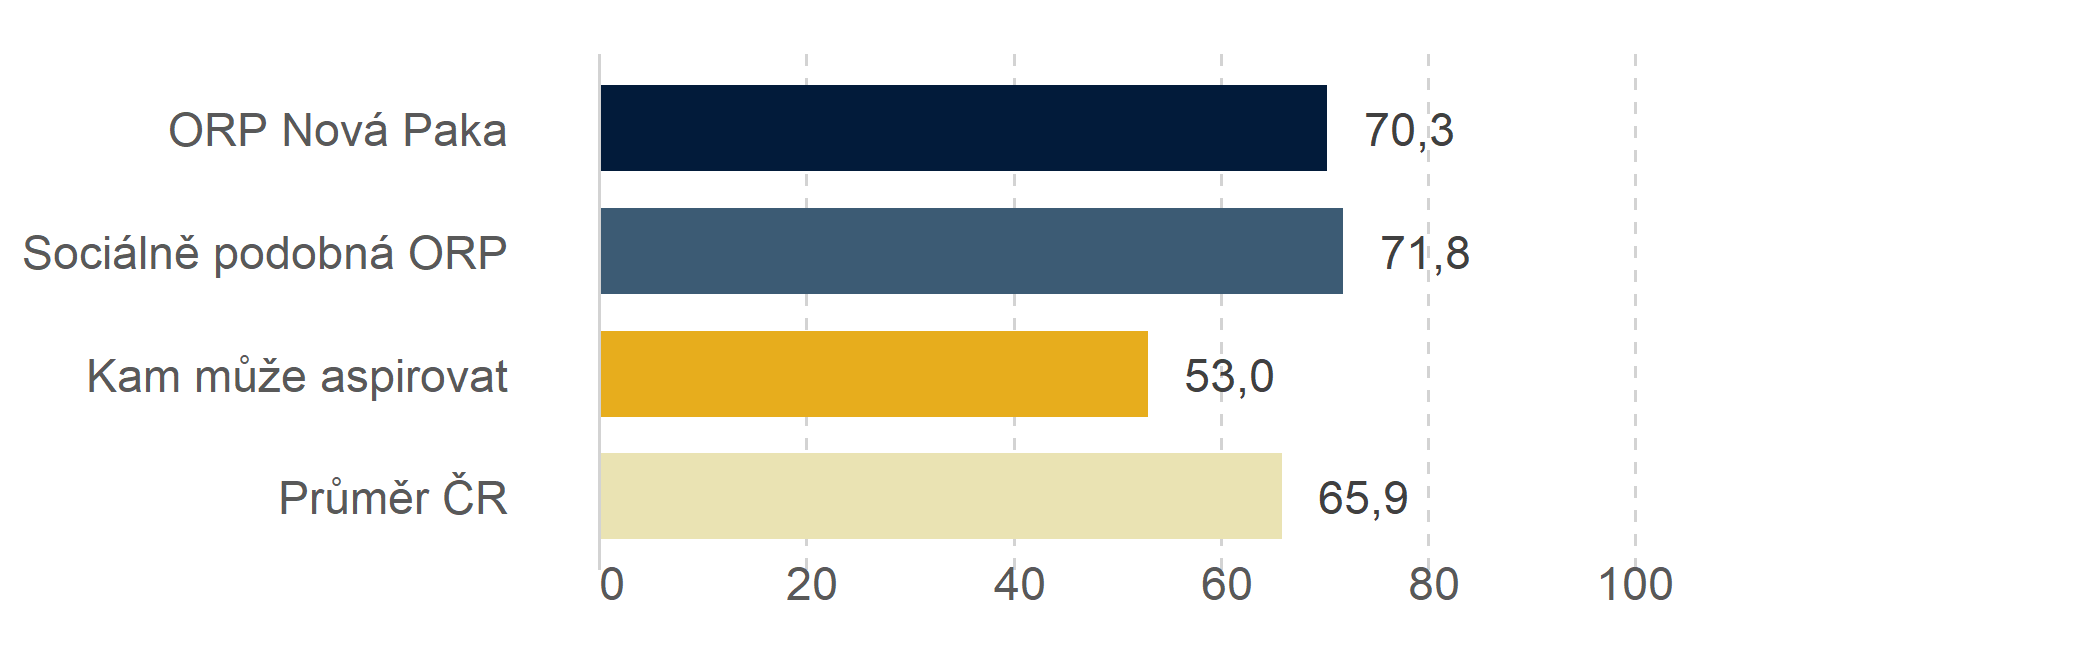 ORP Nová Paka 70,3
Sociálně podobná ORP 71,8
Kam může aspirovat 53,0
Průměr ČR 65,9
0 20 40 60 80 100